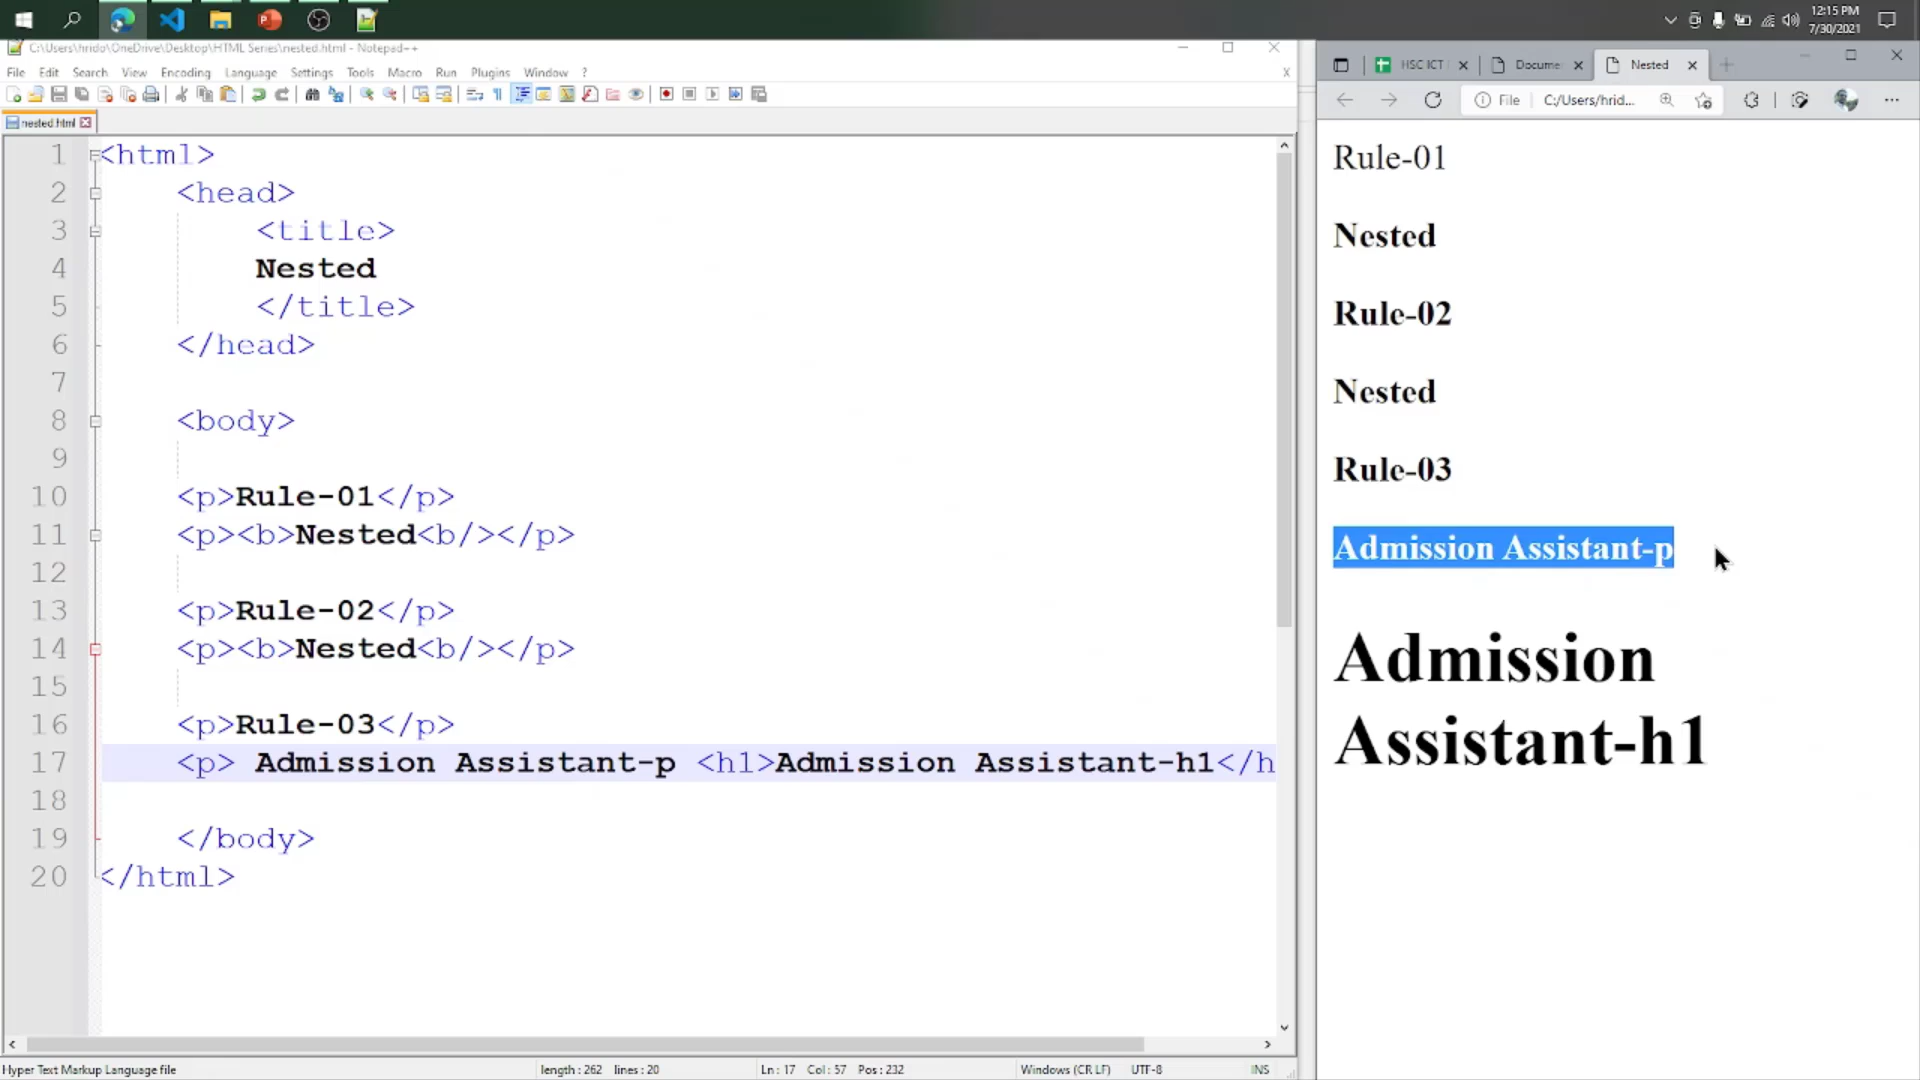 12:15 PM
7/30/2021
C:\Users\hrido\OneDrive\Desktop\HTML Series\nested.html - Notepad++
File Edit Search View Encoding Language Settings Tools Macro Run Plugins Window ? X
nested.html
1 <html>
2 <head>
3 <title>
4 Nested
5 </title>
6 </head>
7
8 <body>
9
10 <p>Rule-01</p>
11 <p><b>Nested<b/></p>
12
13 <p>Rule-02</p>
14 <p><b>Nested<b/></p>
15
16 <p>Rule-03</p>
17 <p> Admission Assistant-p <h1>Admission Assistant-h1</h
18
19 </body>
20 </html>
Hyper Text Markup Language file length : 262 lines : 20 Ln : 17 Col : 57 Pos : 232 Windows (CR LF) UTF-8 INS
HSC ICT Docume Nested
File C:/Users/hrid...
Rule-01
Nested
Rule-02
Nested
Rule-03
Admission Assistant-p
Admission
Assistant-h1